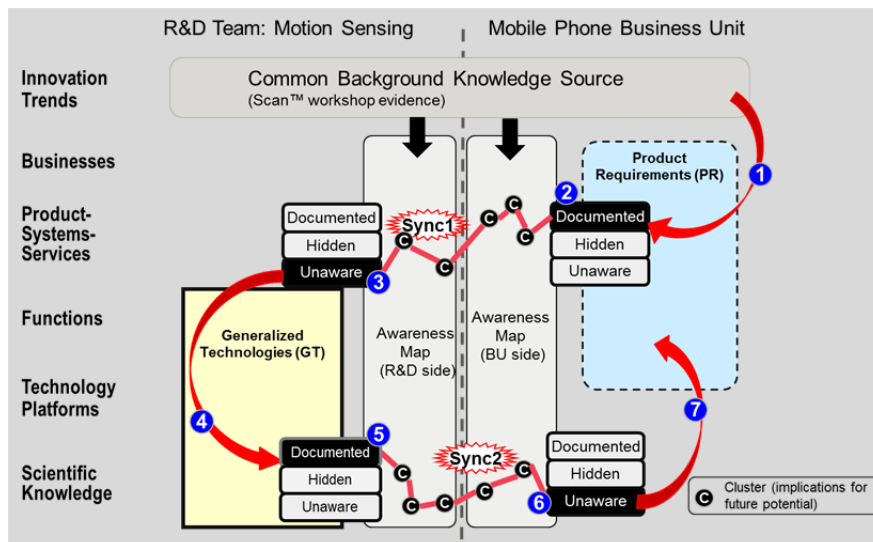 R&D Team: Motion Sensing
Mobile Phone Business Unit
Innovation
Trends
Common Background Knowledge Source
(Scan™ workshop evidence)
Businesses
Product
Requirements (PR)
1
2
Product-
Systems-
Services
Documented
Hidden
Unaware
3
Sync1
C
C
C
C
C
Documented
Hidden
Unaware
Functions
Generalized
Technologies (GT)
Awareness
Map
(R&D side)
Awareness
Map
(BU side)
Technology
Platforms
4
5
7
Scientific
Knowledge
Documented
Hidden
Unaware
Sync2
C
C
C
C
C
6
Documented
Hidden
Unaware
C
Cluster (implications for
future potential)